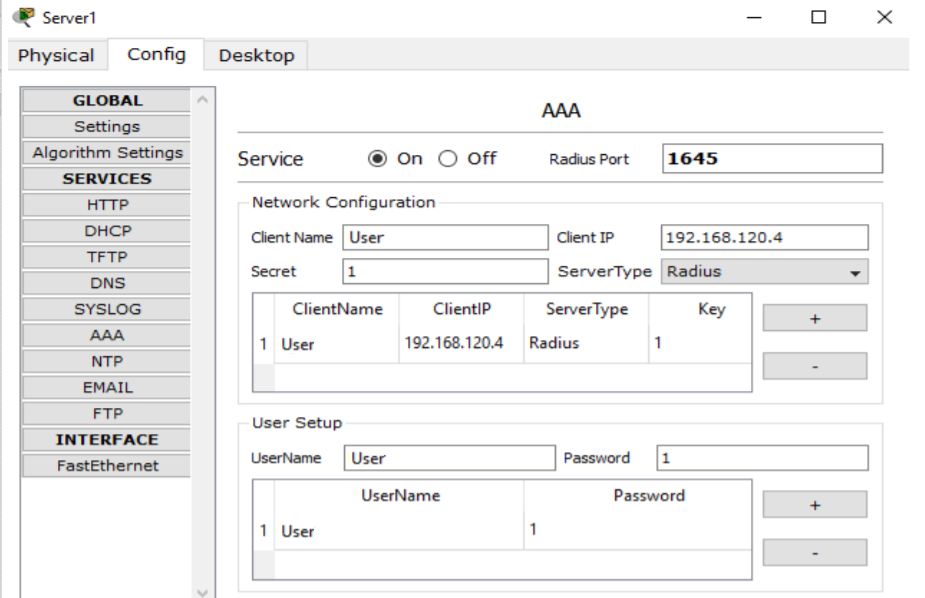 Server1
Physical Config Desktop
GLOBAL
Settings
Algorithm Settings
SERVICES
HTTP
DHCP
TFTP
DNS
SYSLOG
AAA
NTP
EMAIL
FTP
INTERFACE
FastEthernet
AAA
Service On Off Radius Port 1645
Network Configuration
Client Name User Client IP 192.168.120.4
Secret 1 ServerType Radius
ClientName ClientIP ServerType Key
1 User 192.168.120.4 Radius 1
+
-
User Setup
UserName User Password 1
UserName Password
1 User 1
+
-